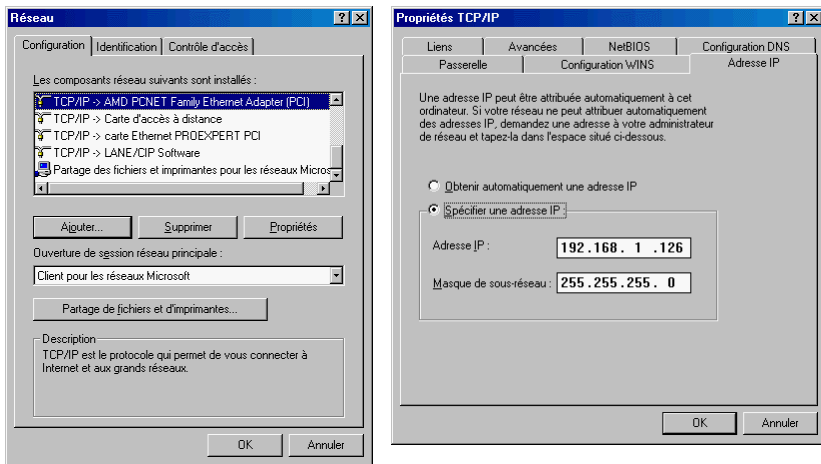 Réseau
Configuration
Identification
Contrôle d'accès
Les composants réseau suivants sont installés :
TCP/IP -> AMD PCNET Family Ethernet Adapter (PCI)
TCP/IP -> Carte d'accès à distance
TCP/IP -> carte Ethernet PROEXPERT PCI
TCP/IP -> LANE/CIP Software
Partage des fichiers et imprimantes pour les réseaux Micros
Ajouter...
Supprimer
Propriétés
Ouverture de session réseau principale :
Client pour les réseaux Microsoft
Partage de fichiers et d'imprimantes...
Description
TCP/IP est le protocole qui permet de vous connecter à
Internet et aux grands réseaux.
OK
Annuler
Propriétés TCP/IP
Liens
Avancées
NetBIOS
Configuration DNS
Passerelle
Configuration WINS
Adresse IP
Une adresse IP peut être attribuée automatiquement à cet
ordinateur. Si votre réseau ne peut attribuer automatiquement
des adresses IP, demandez une adresse à votre administrateur
de réseau et tapez-la dans l'espace situé ci-dessous.
Obtenir automatiquement une adresse IP
Spécifier une adresse IP :
Adresse IP :
192.168. 1 .126
Masque de sous-réseau :
255.255.255. 0
OK
Annuler